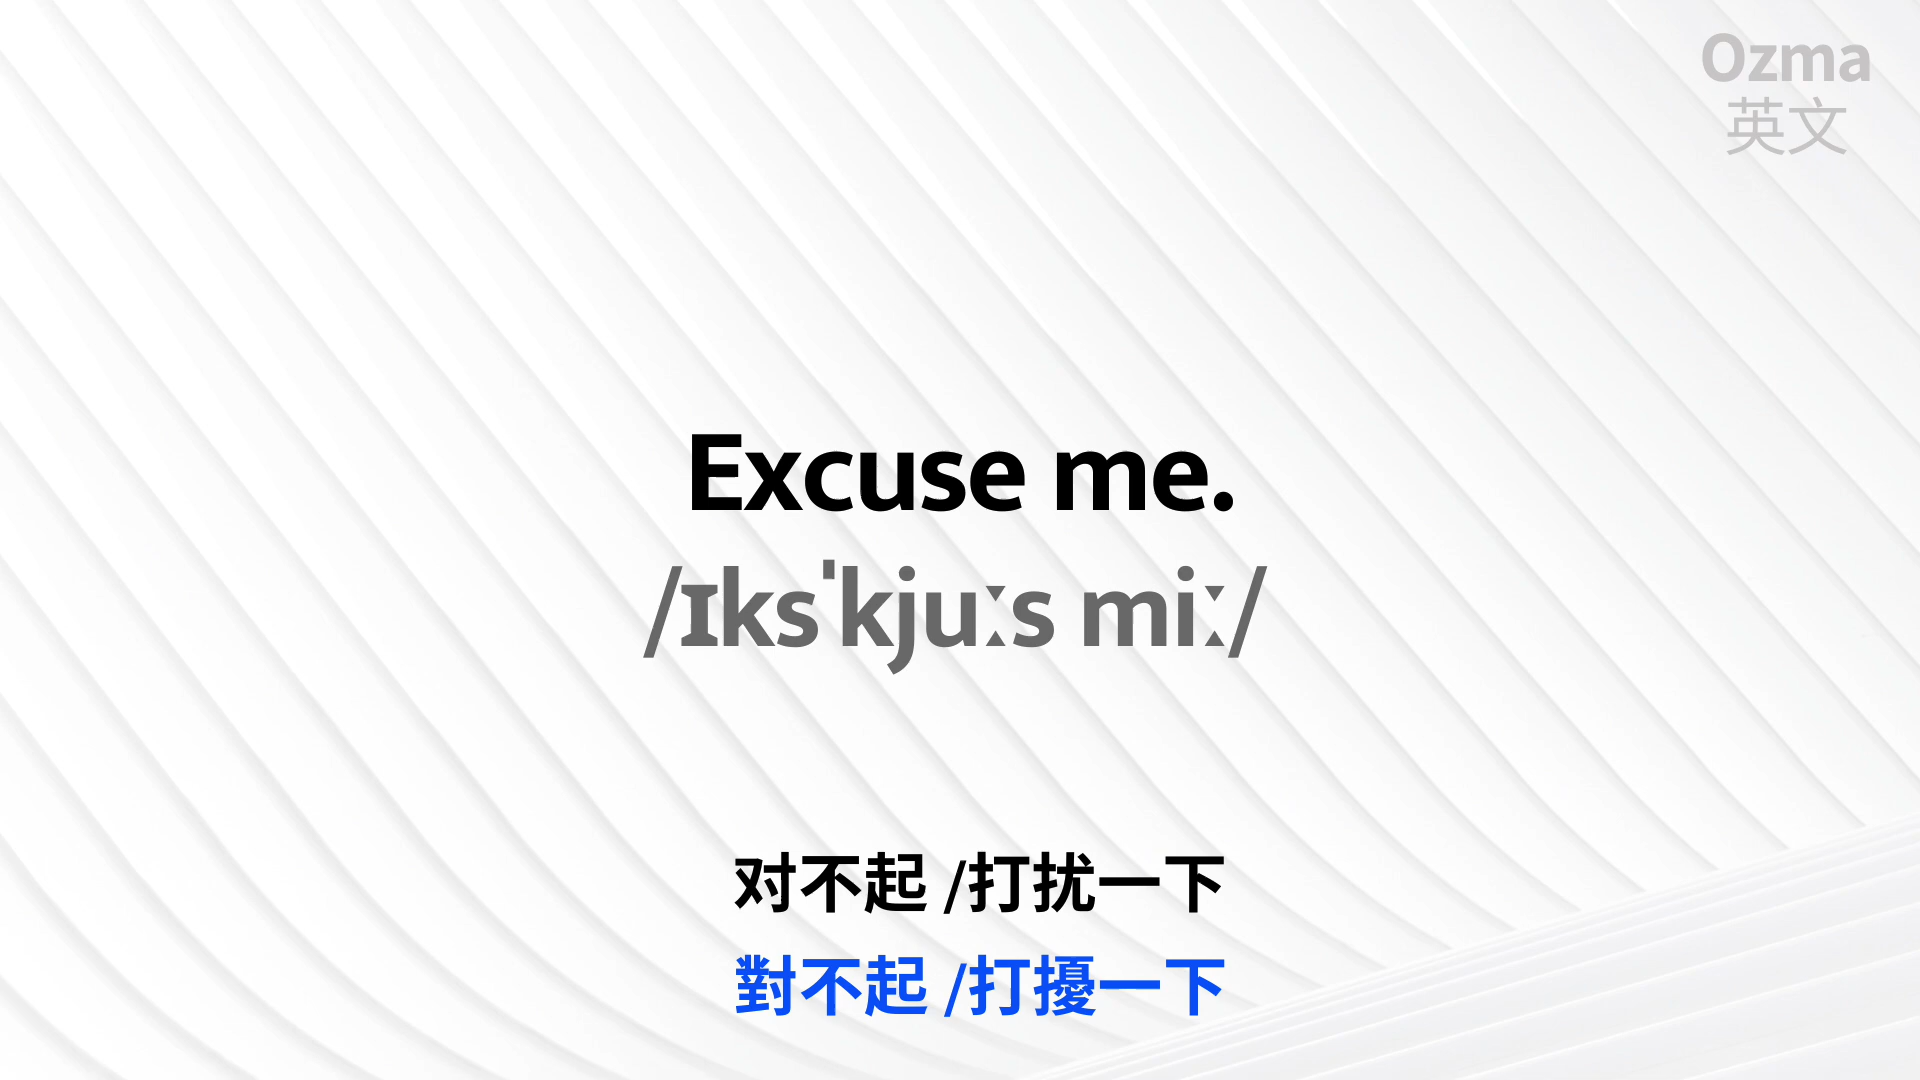 Ozma
英文
Excuse me.
/ɪksˈkjuːs miː/
对不起 /打扰一下
對不起 /打擾一下